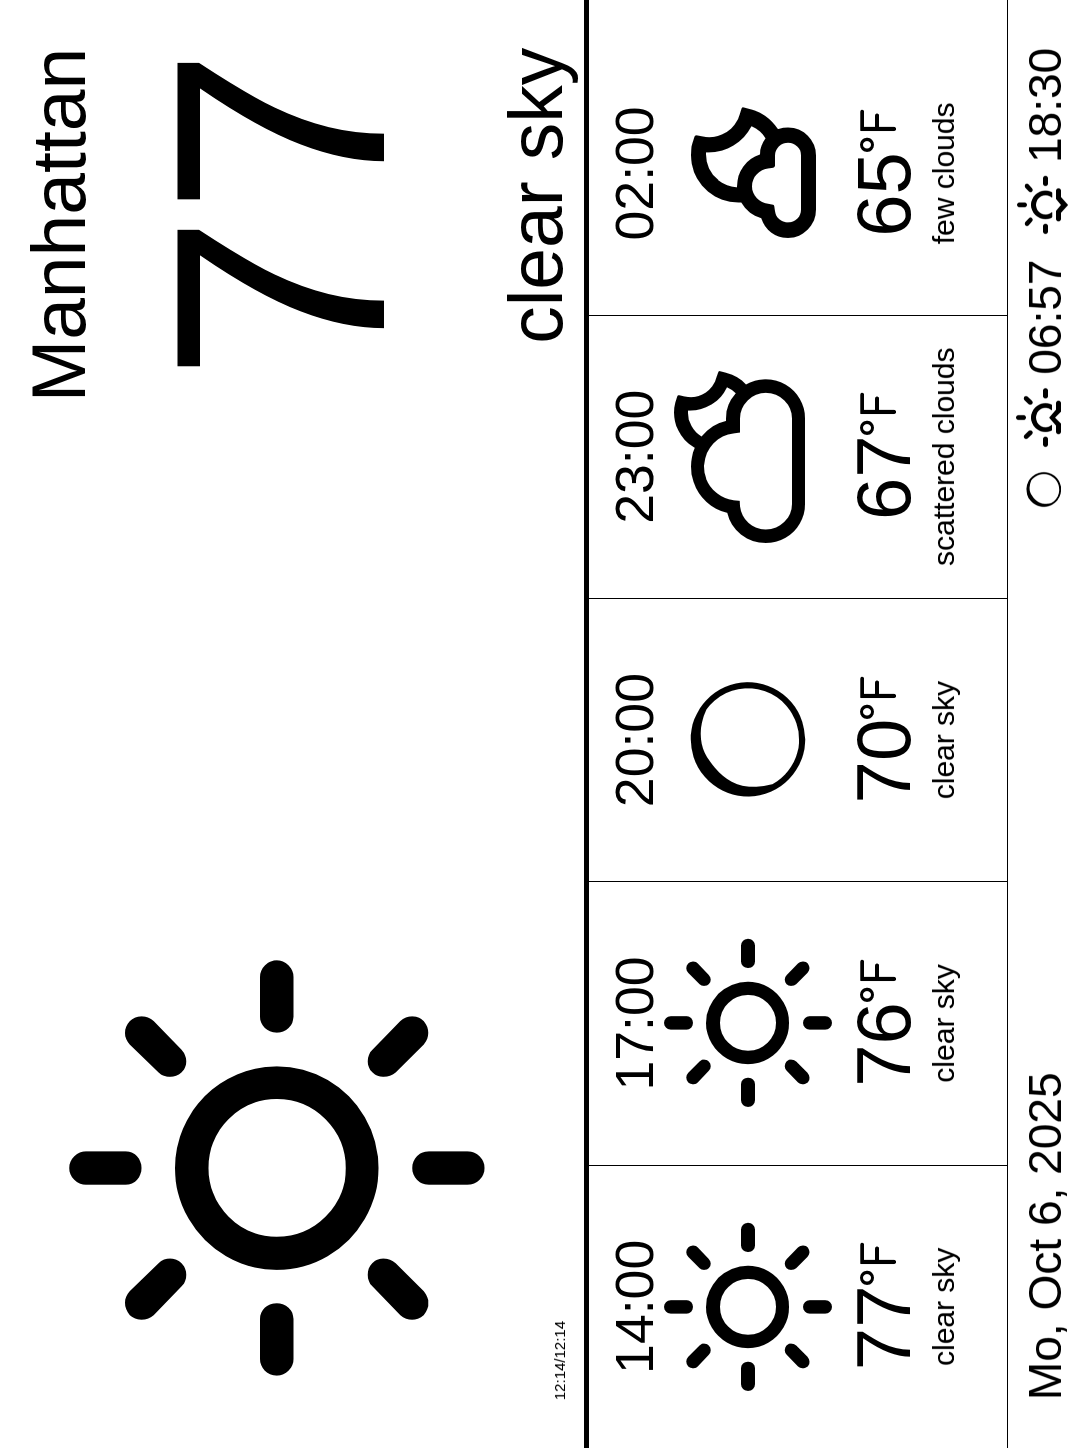 Manhattan
77
clear sky
12:14/12:14
14:00
77°F
clear sky
17:00
76°F
clear sky
20:00
70°F
clear sky
23:00
67°F
scattered clouds
02:00
65°F
few clouds
Mo, Oct 6, 2025
06:57 18:30